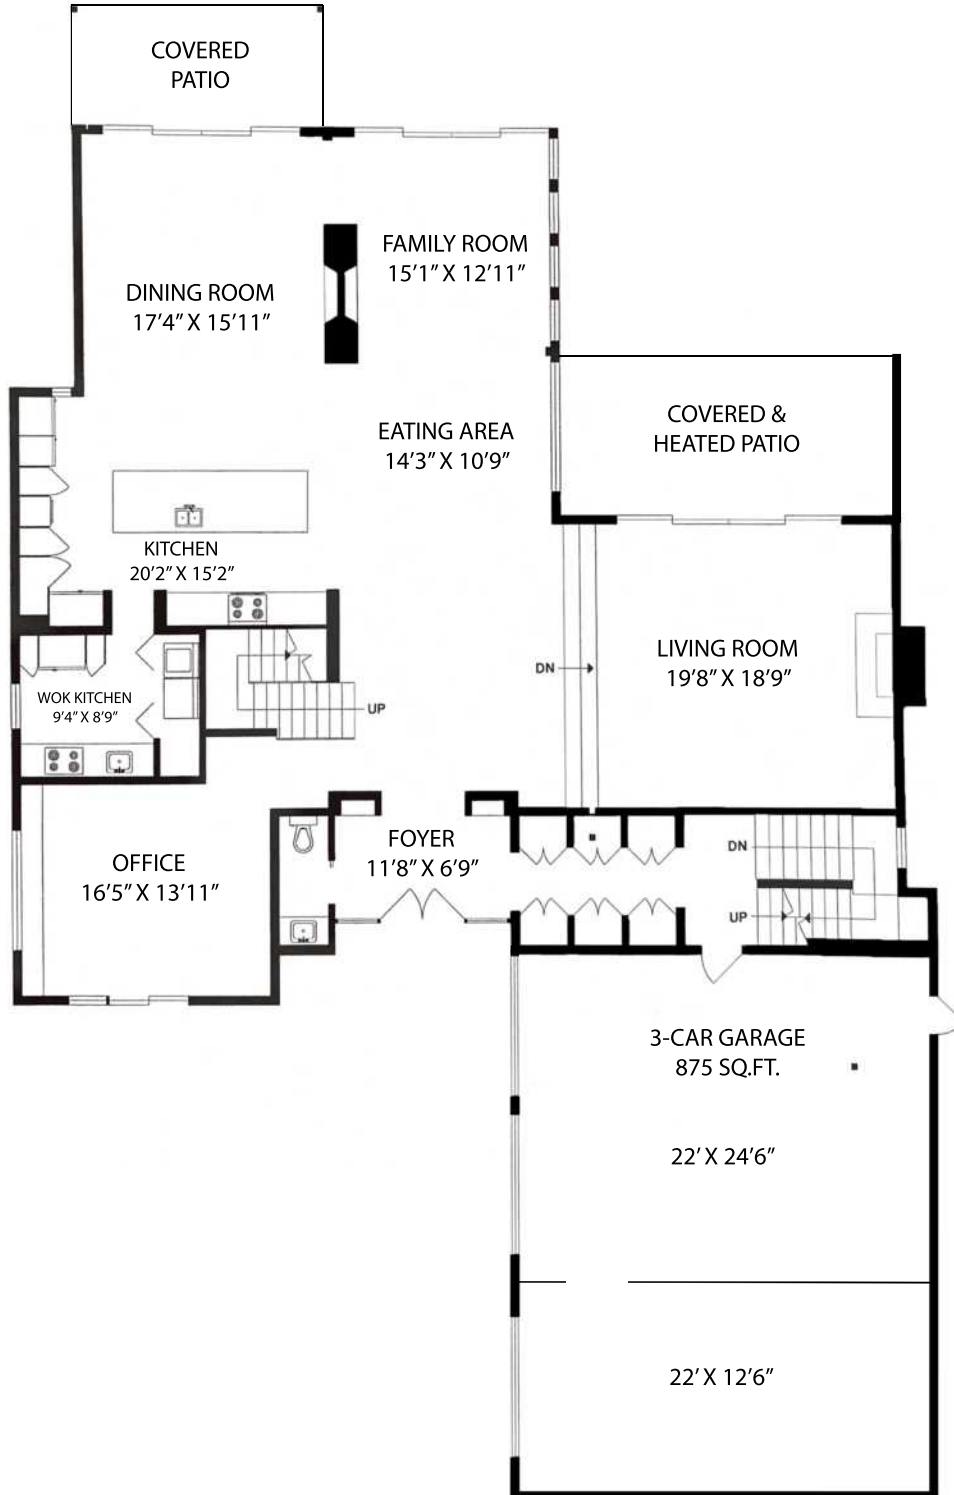 COVERED
PATIO
FAMILY ROOM
15’1” X 12’11”
DINING ROOM
17’4” X 15’11”
COVERED &
HEATED PATIO
EATING AREA
14’3” X 10’9”
KITCHEN
20’2” X 15’2”
LIVING ROOM
19’8” X 18’9”
DN
WOK KITCHEN
9’4” X 8’9”
UP
FOYER
11’8” X 6’9”
DN
OFFICE
16’5” X 13’11”
UP
3-CAR GARAGE
875 SQ.FT.
22’ X 24’6”
22’ X 12’6”